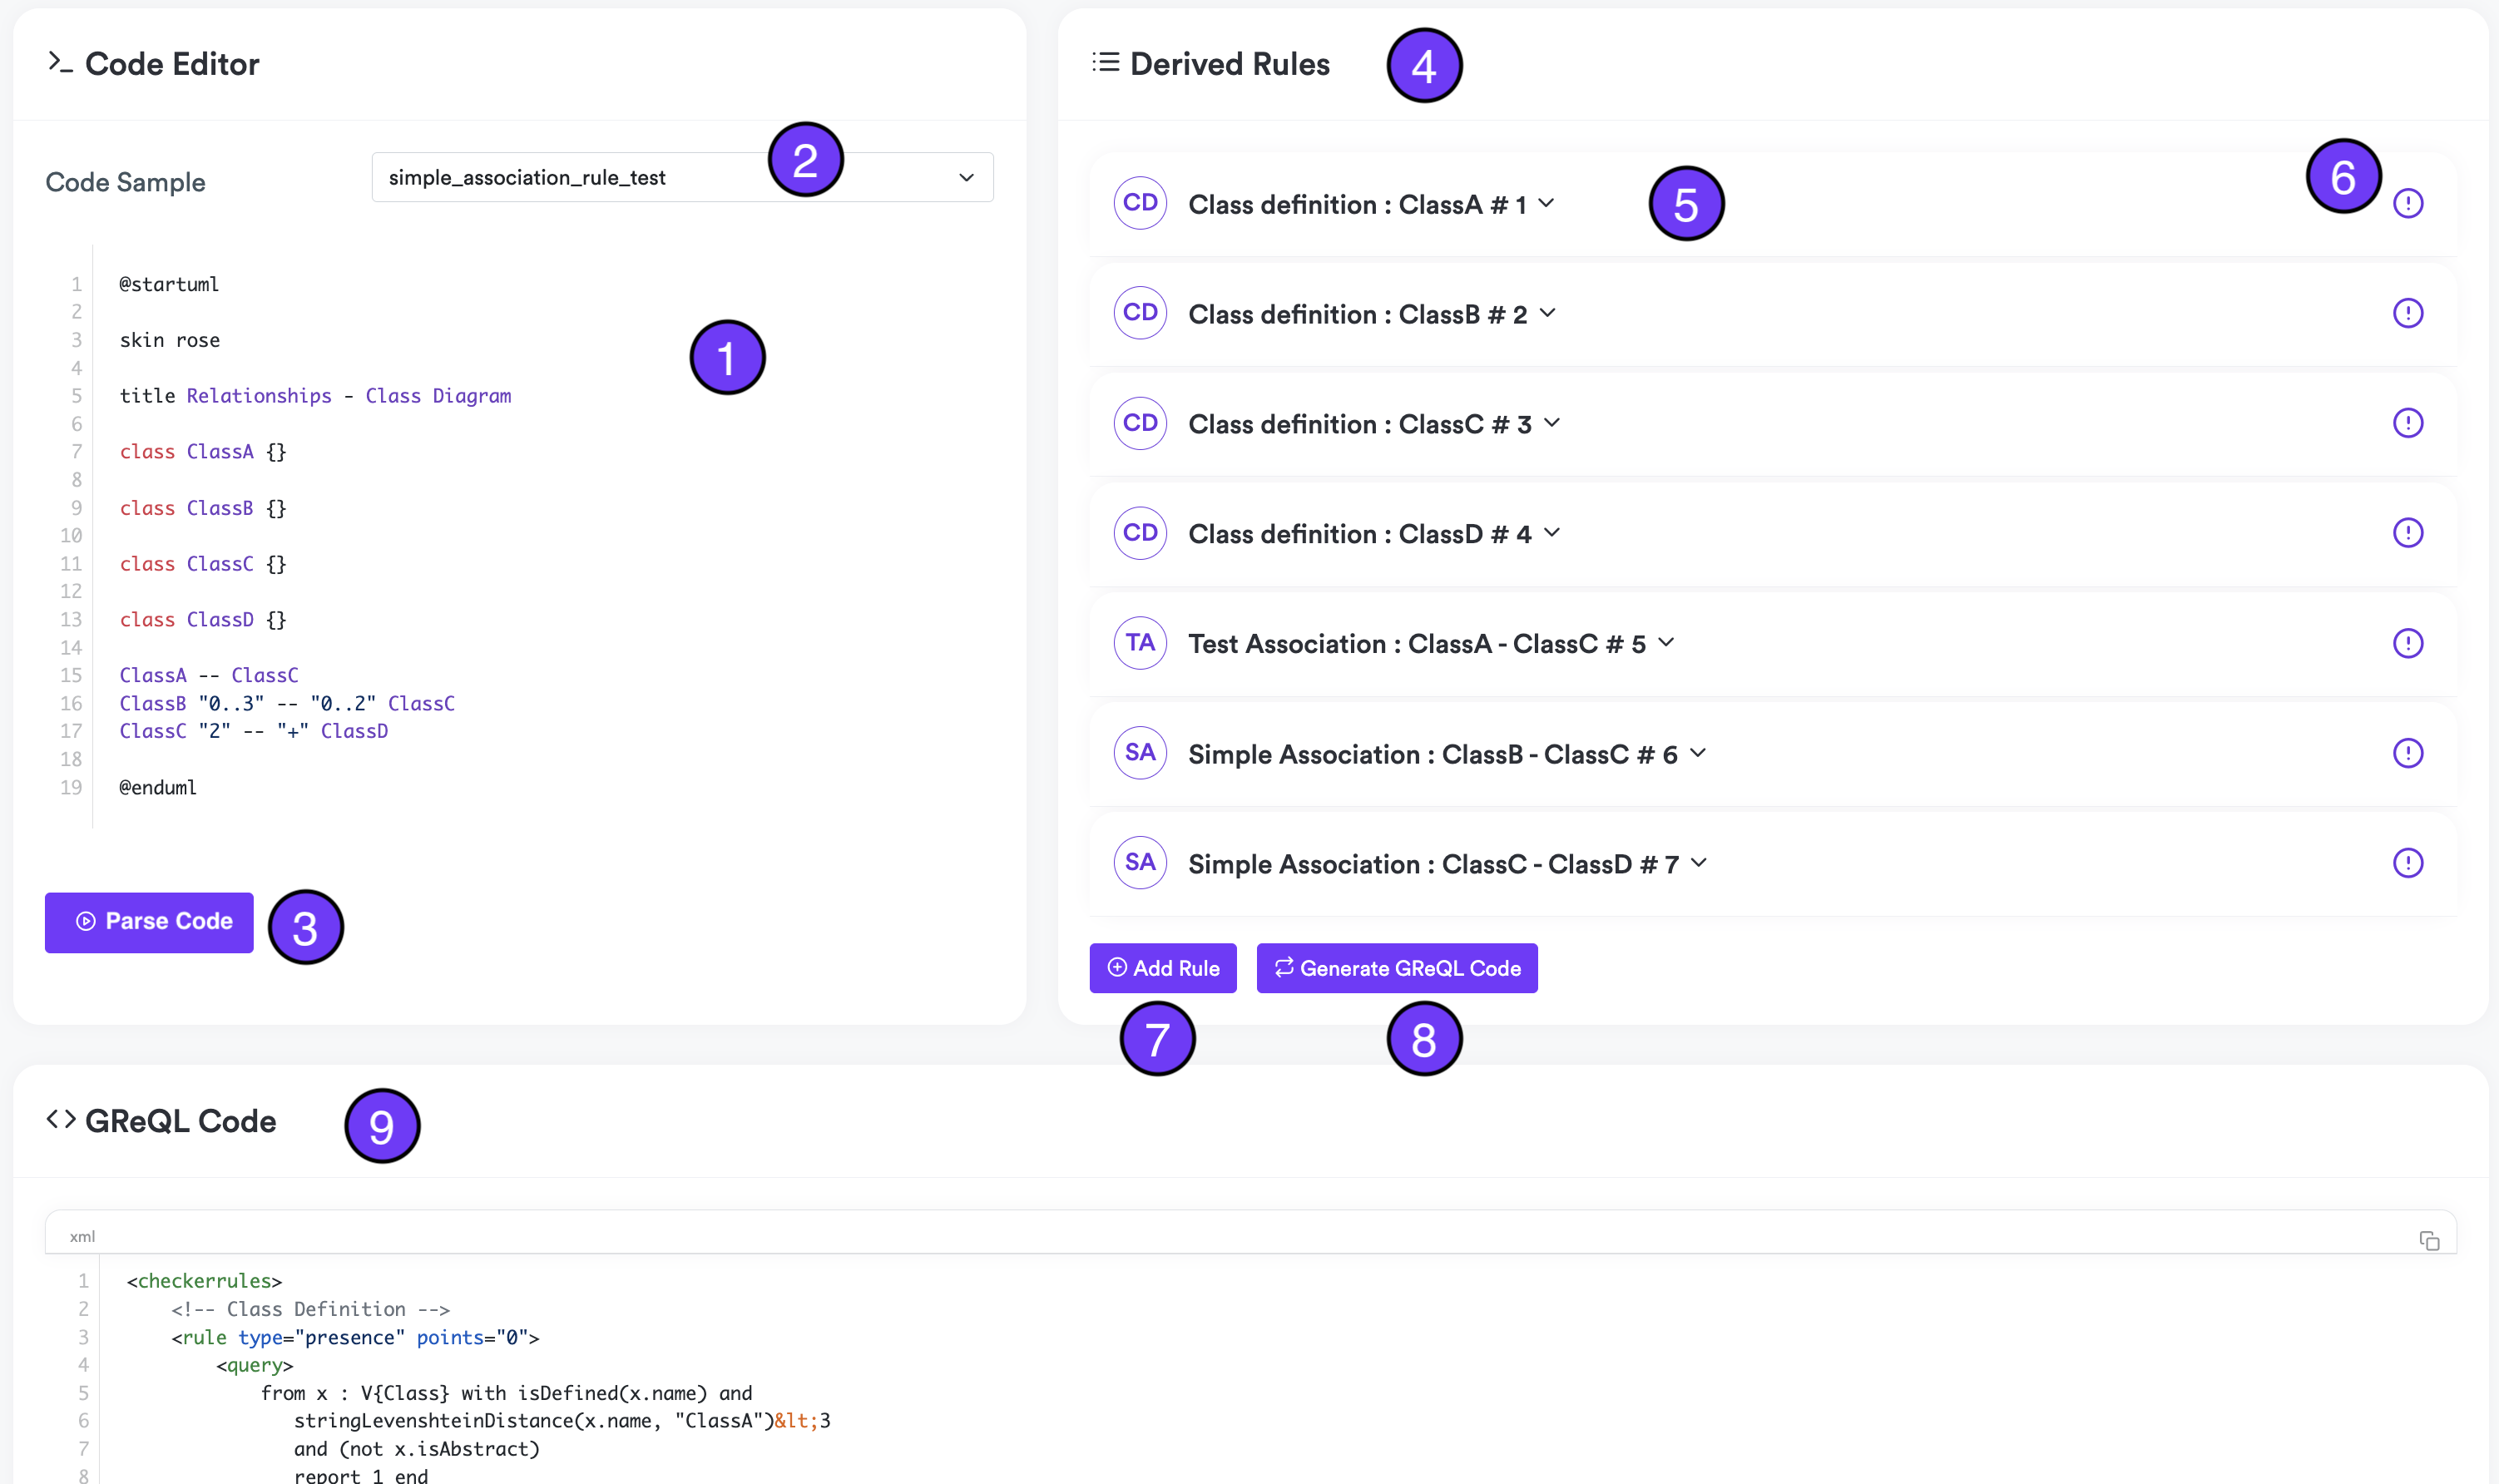 Code Editor
2
Code Sample
simple_association_rule_test
1
1 @startuml
2
3 skin rose
4
5 title Relationships - Class Diagram
6
7 class ClassA {}
8
9 class ClassB {}
10
11 class ClassC {}
12
13 class ClassD {}
14
15 ClassA -- ClassC
16 ClassB "0..3" -- "0..2" ClassC
17 ClassC "2" -- "+" ClassD
18
19 @enduml
Parse Code
3
Derived Rules
4
6
CD Class definition : ClassA # 1
5
CD Class definition : ClassB # 2
CD Class definition : ClassC # 3
CD Class definition : ClassD # 4
TA Test Association : ClassA - ClassC # 5
SA Simple Association : ClassB - ClassC # 6
SA Simple Association : ClassC - ClassD # 7
Add Rule
Generate GReQL Code
7
8
GReQL Code
9
xml
1 <checkerrules>
2 <!-- Class Definition -->
3 <rule type="presence" points="0">
4 <query>
5 from x : V{Class} with isDefined(x.name) and
6 stringLevenshteinDistance(x.name, "ClassA")&lt;3
7 and (not x.isAbstract)
8 report 1 end